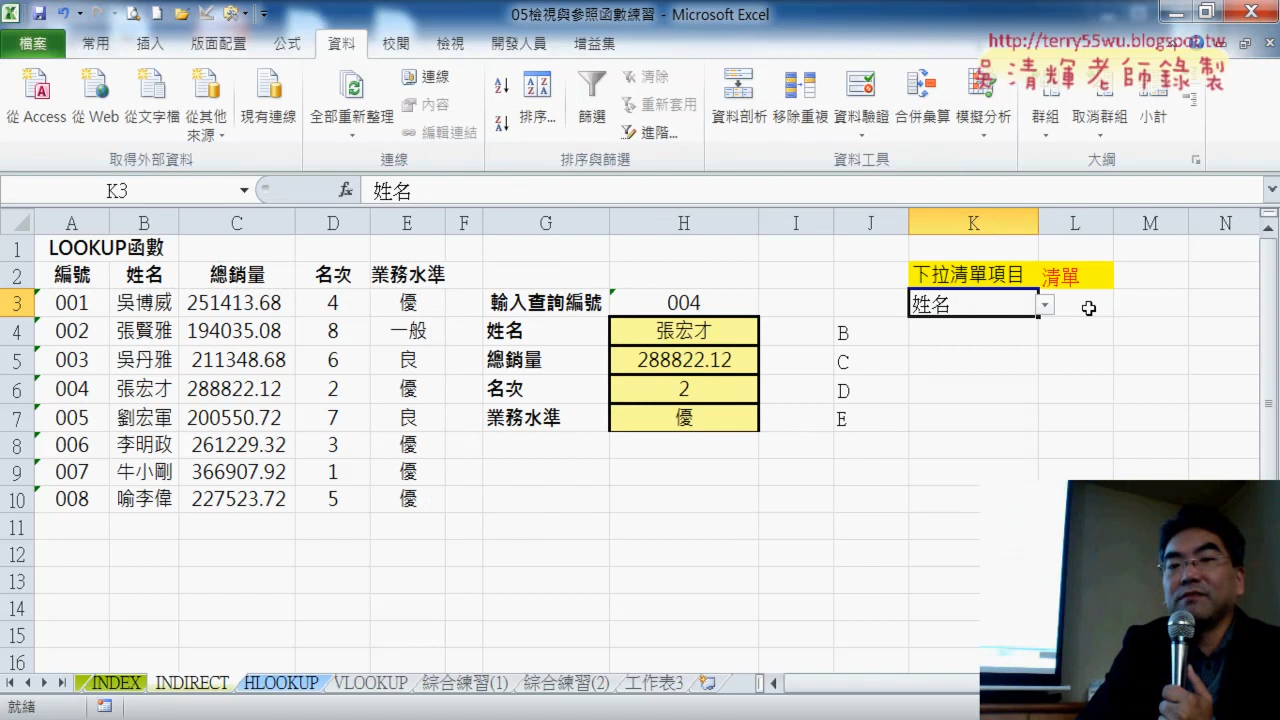 05檢視與參照函數練習 - Microsoft Excel
檔案 常用 插入 版面配置 公式 資料 校閱 檢視 開發人員 增益集
http://terry55wu.blogspot.tw
吳清輝老師錄製
從 Access 從 Web 從文字檔 從其他來源 現有連線 全部重新整理 連線 內容 編輯連結 排序... 篩選 清除 重新套用 進階... 資料剖析 移除重複 資料驗證 合併彙算 模擬分析 群組 取消群組 小計
取得外部資料 連線 排序與篩選 資料工具 大綱
K3 fx 姓名
A B C D E F G H I J K L M N
1 LOOKUP函數
2 編號 姓名 總銷量 名次 業務水準 下拉清單項目 清單
3 001 吳博威 251413.68 4 優 輸入查詢編號 004 姓名
4 002 張賢雅 194035.08 8 一般 姓名 張宏才 B
5 003 吳丹雅 211348.68 6 良 總銷量 288822.12 C
6 004 張宏才 288822.12 2 優 名次 2 D
7 005 劉宏軍 200550.72 7 良 業務水準 優 E
8 006 李明政 261229.32 3 優
9 007 牛小剛 366907.92 1 優
10 008 喻李偉 227523.72 5 優
11
12
13
14
15
16
INDEX INDIRECT HLOOKUP VLOOKUP 綜合練習(1) 綜合練習(2) 工作表3
就緒